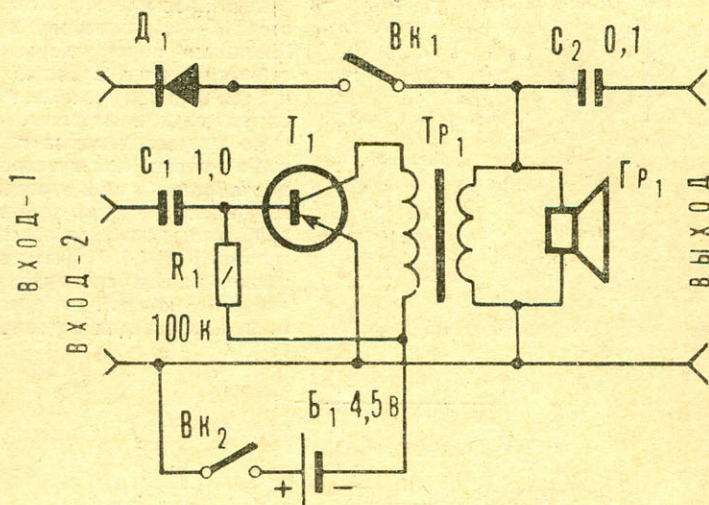 Д₁
Вк₁
С₂ 0,1
С₁ 1,0
Т₁
Тр₁
Гр₁
ВХОД-1
ВХОД-2
R₁
100 к
ВЫХОД
Вк₂
Б₁ 4,5 в
+ −